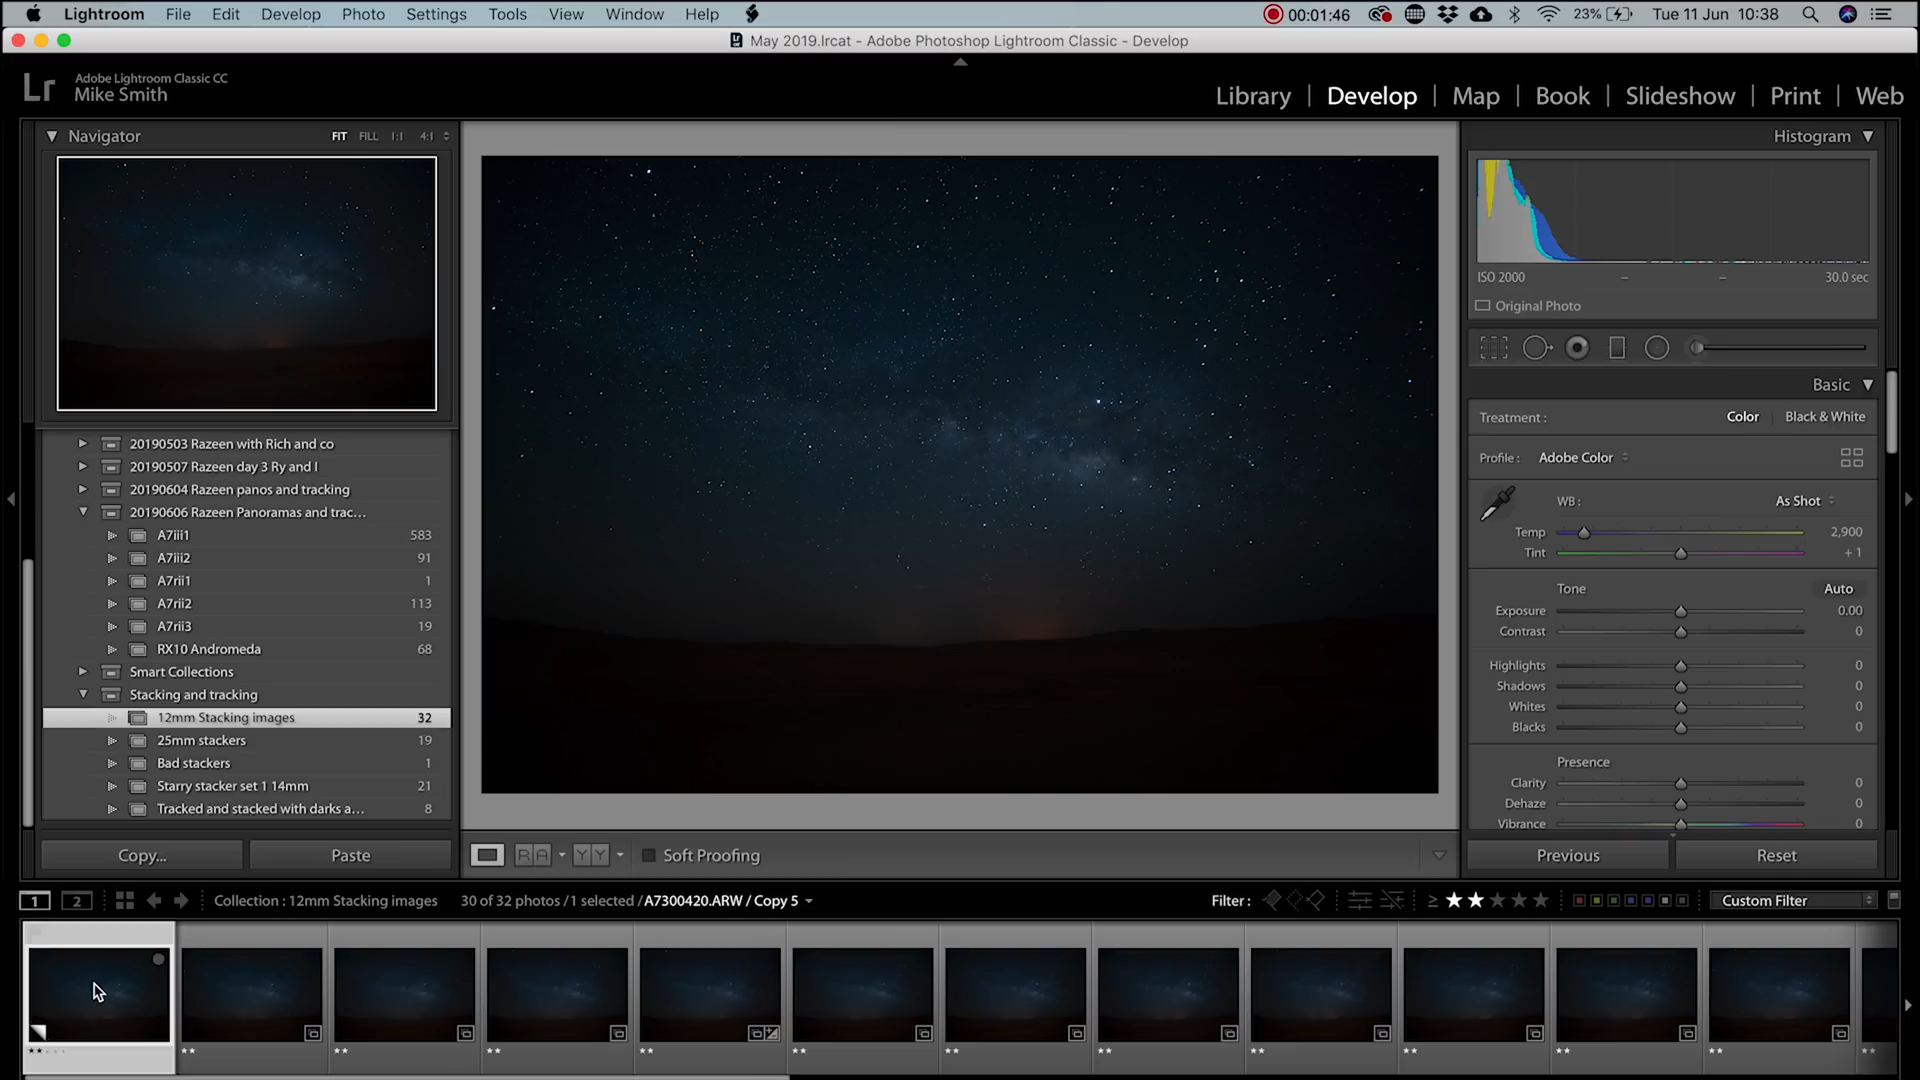 Lightroom File Edit Develop Photo Settings Tools View Window Help 00:01:46 23% Tue 11 Jun 10:38
Lr May 2019.lrcat - Adobe Photoshop Lightroom Classic - Develop
Lr
Adobe Lightroom Classic CC
Mike Smith
Library | Develop | Map | Book | Slideshow | Print | Web
Navigator FIT FILL 1:1 4:1
20190503 Razeen with Rich and co
20190507 Razeen day 3 Ry and I
20190604 Razeen panos and tracking
20190606 Razeen Panoramas and trac...
A7iii1 583
A7iii2 91
A7rii1 1
A7rii2 113
A7rii3 19
RX10 Andromeda 68
Smart Collections
Stacking and tracking
12mm Stacking images 32
25mm stackers 19
Bad stackers 1
Starry stacker set 1 14mm 21
Tracked and stacked with darks a... 8
Copy... Paste
R A Y Y Soft Proofing
Histogram
ISO 2000 – – 30.0 sec
Original Photo
Basic
Treatment : Color Black & White
Profile : Adobe Color
WB : As Shot
Temp 2,900
Tint + 1
Tone Auto
Exposure 0.00
Contrast 0
Highlights 0
Shadows 0
Whites 0
Blacks 0
Presence
Clarity 0
Dehaze 0
Vibrance 0
Previous Reset
1 2 Collection : 12mm Stacking images 30 of 32 photos / 1 selected / A7300420.ARW / Copy 5 Filter : ≥ ★★★★★ Custom Filter